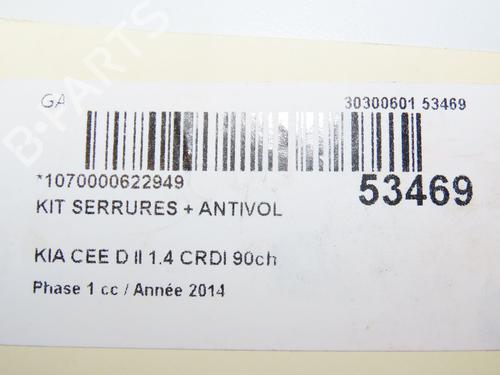 GA
30300601 53469
*1070000622949
53469
KIT SERRURES + ANTIVOL
KIA CEE D II 1.4 CRDI 90ch
Phase 1 cc / Année 2014
B-PARTS